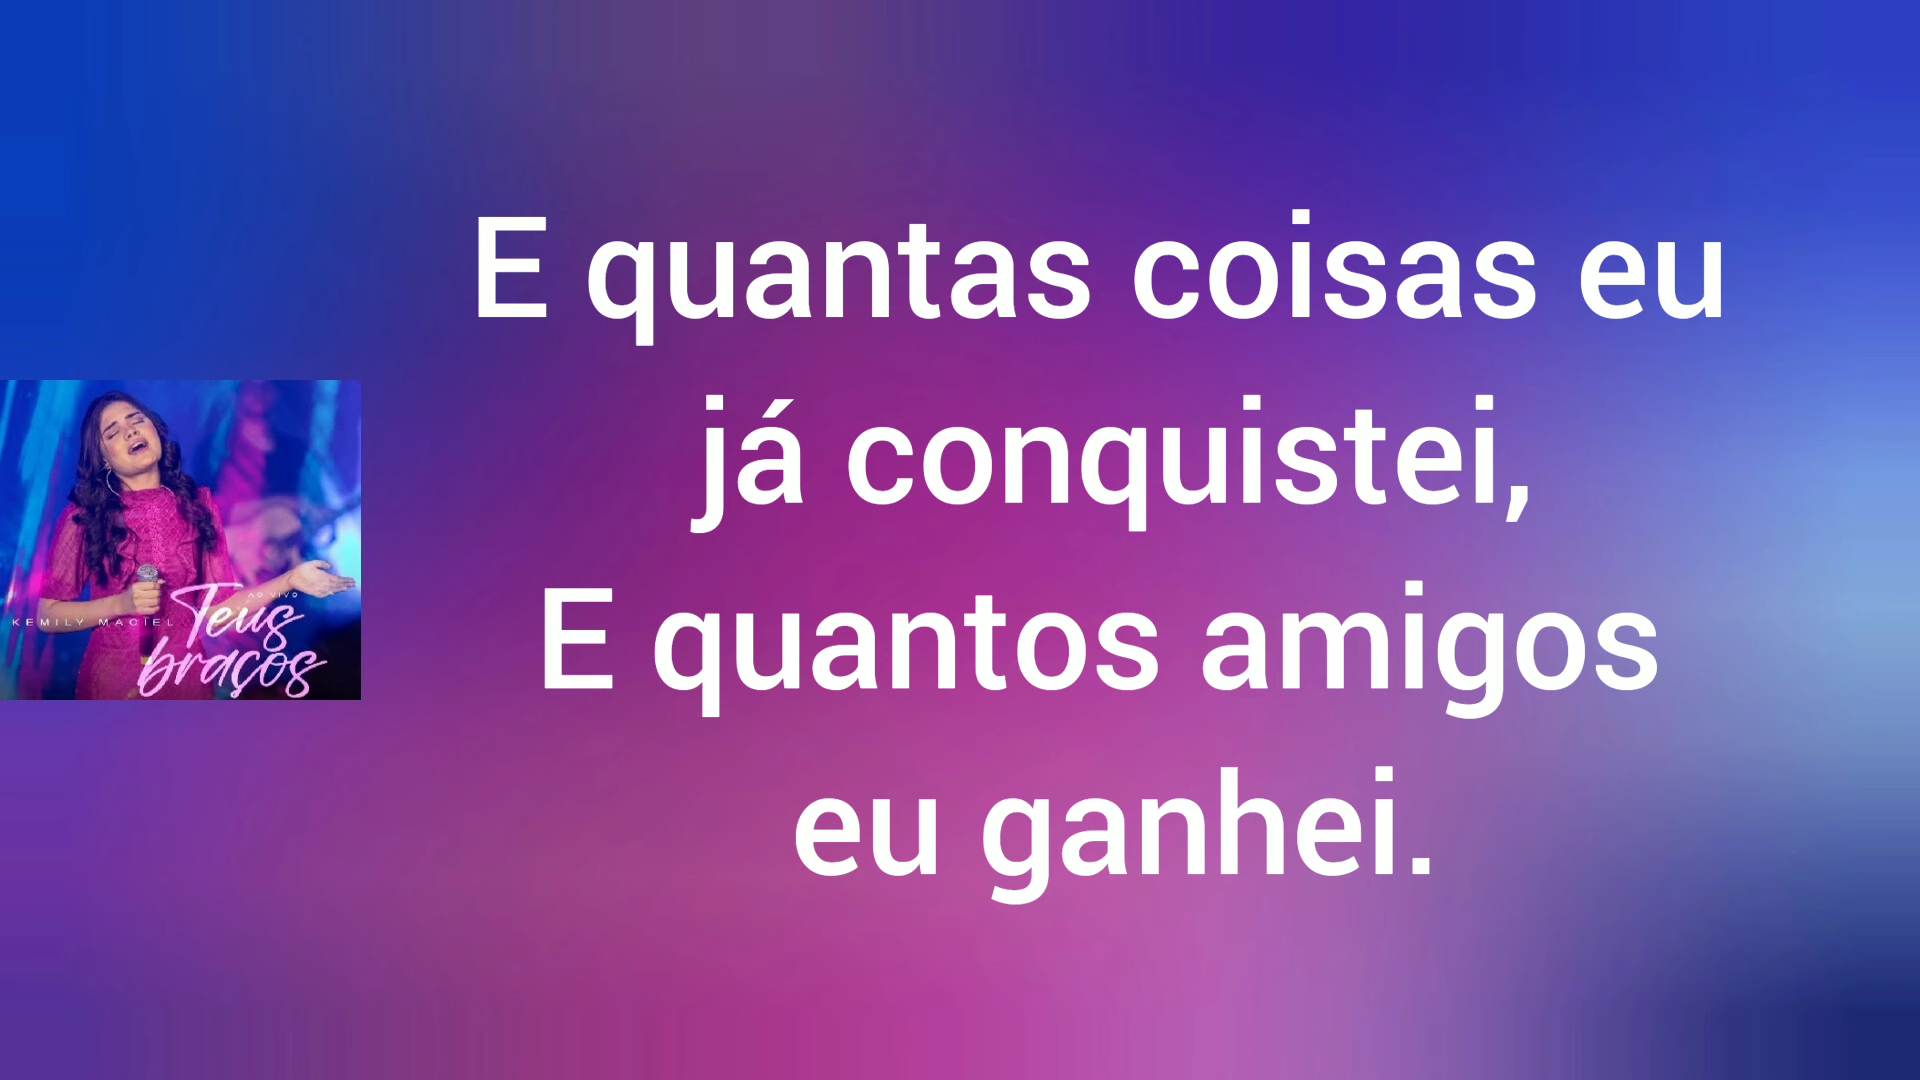 E quantas coisas eu
já conquistei,
E quantos amigos
eu ganhei.
AO VIVO
KEMILY MACIEL
Teus
braços